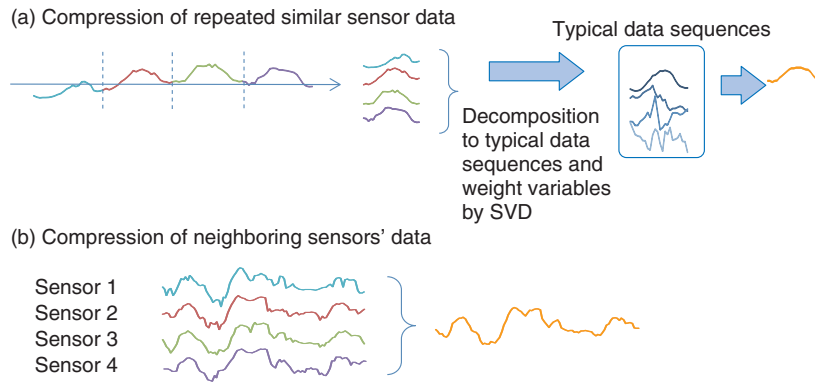 (a) Compression of repeated similar sensor data
Typical data sequences
Decomposition
to typical data
sequences and
weight variables
by SVD
(b) Compression of neighboring sensors' data
Sensor 1
Sensor 2
Sensor 3
Sensor 4